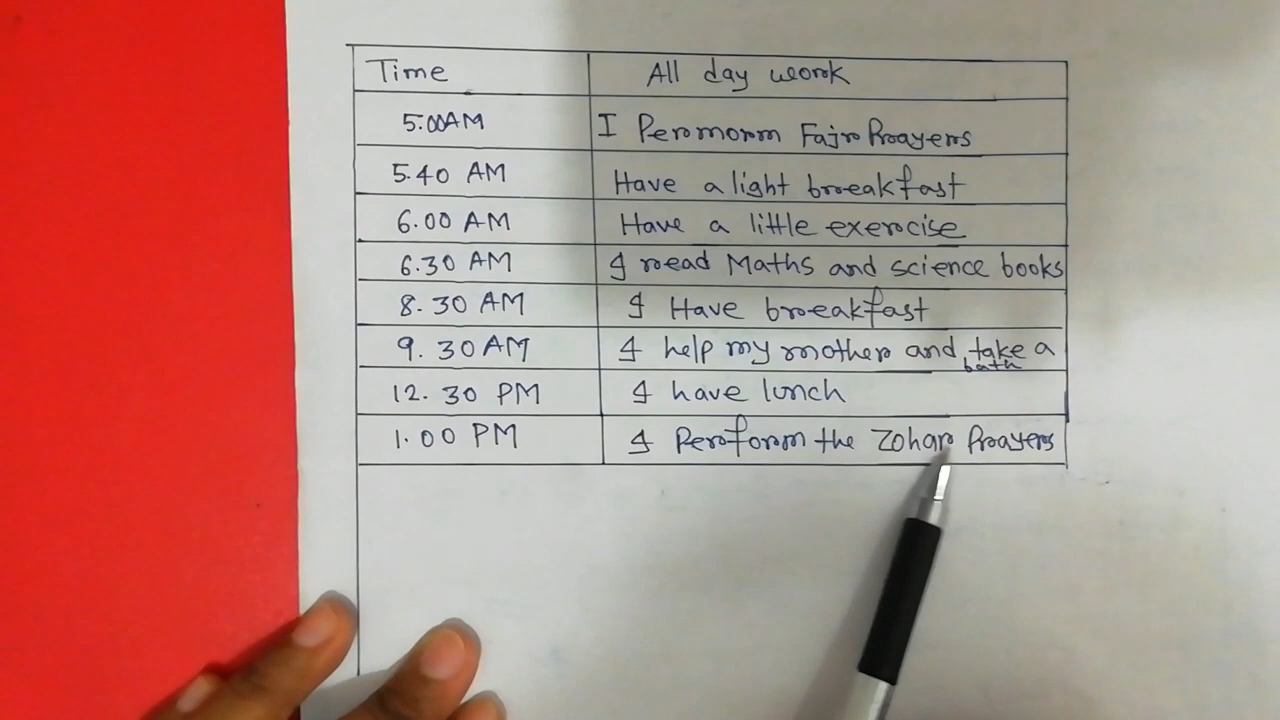 Time All day work
5.00AM I Permorm Fajr Prayers
5.40 AM Have a light breakfast
6.00 AM Have a little exercise
6.30 AM I read Maths and science books
8.30 AM I Have breakfast
9.30 AM I help my mother and take a
bath
12.30 PM I have lunch
1.00 PM I Perform the Zohar Prayers